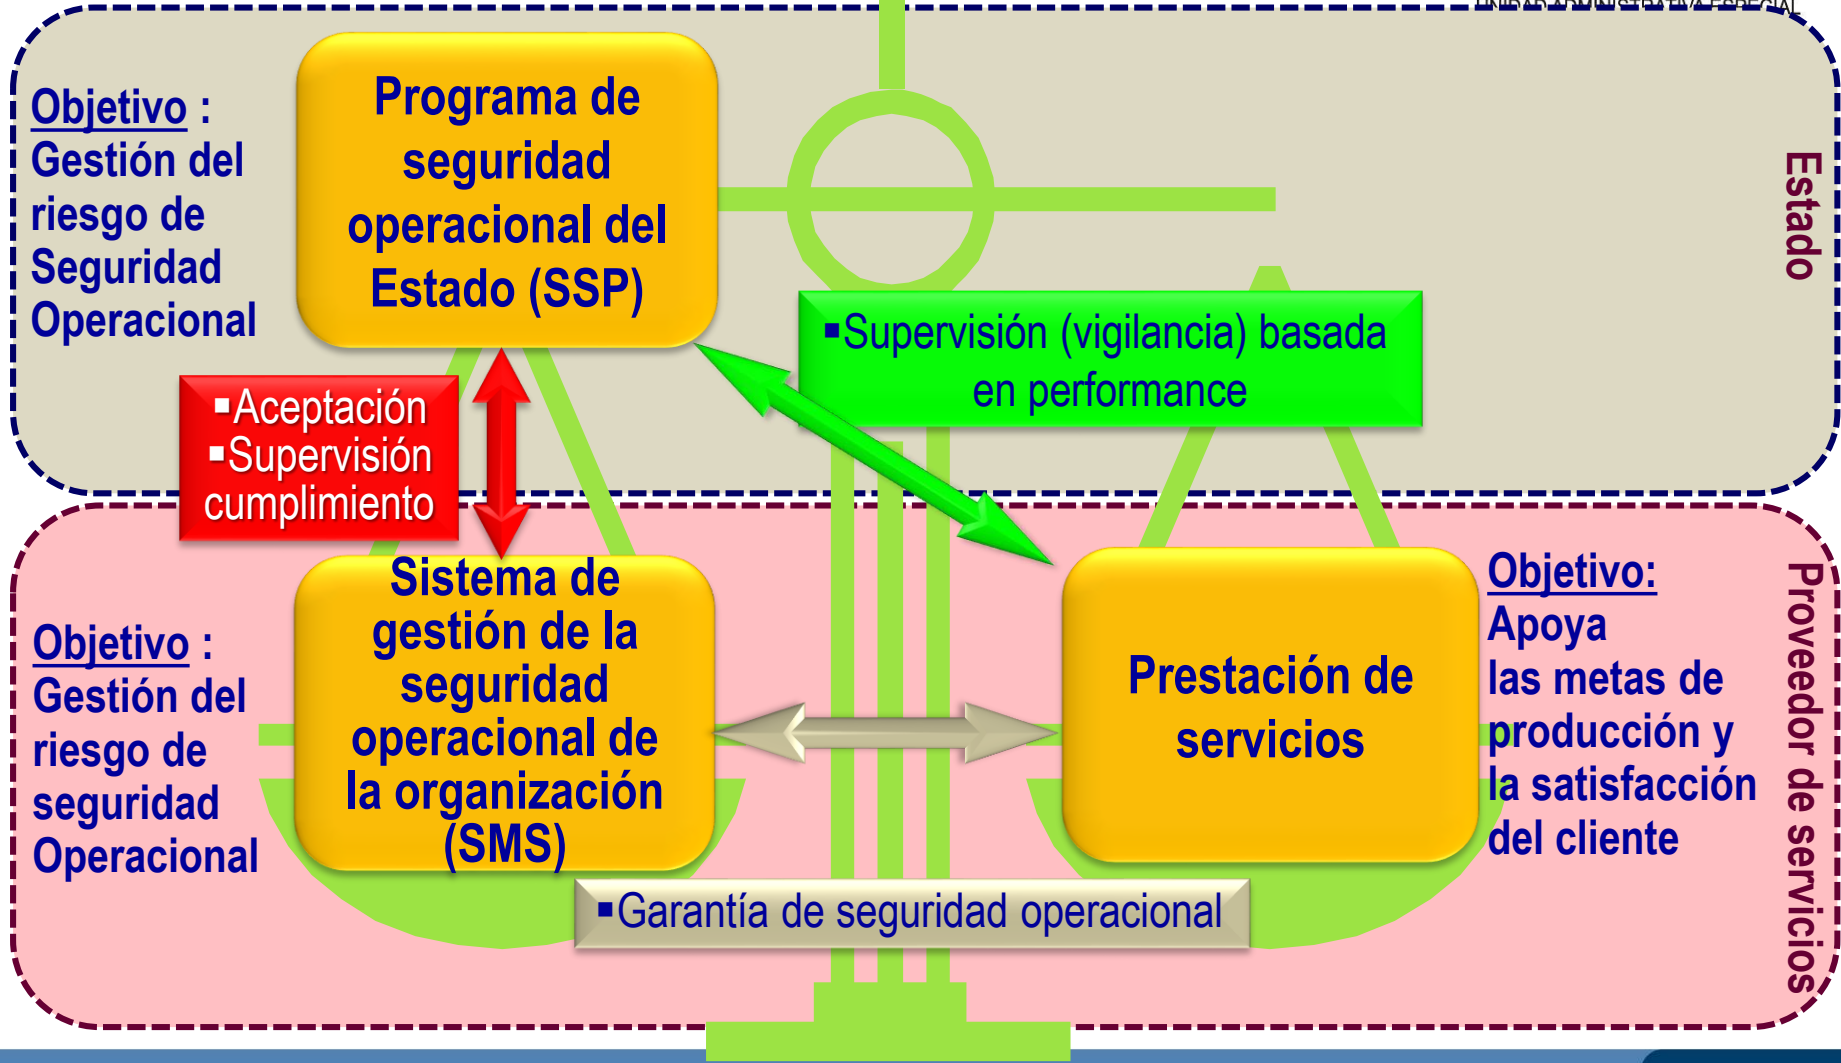 UNIDAD ADMINISTRATIVA ESPECIAL
Objetivo :
Gestión del
riesgo de
Seguridad
Operacional
Programa de
seguridad
operacional del
Estado (SSP)
Estado
▪Supervisión (vigilancia) basada
en performance
▪Aceptación
▪Supervisión
cumplimiento
Objetivo :
Gestión del
riesgo de
seguridad
Operacional
Sistema de
gestión de la
seguridad
operacional de
la organización
(SMS)
Prestación de
servicios
Objetivo:
Apoya
las metas de
producción y
la satisfacción
del cliente
Proveedor de servicios
▪Garantía de seguridad operacional